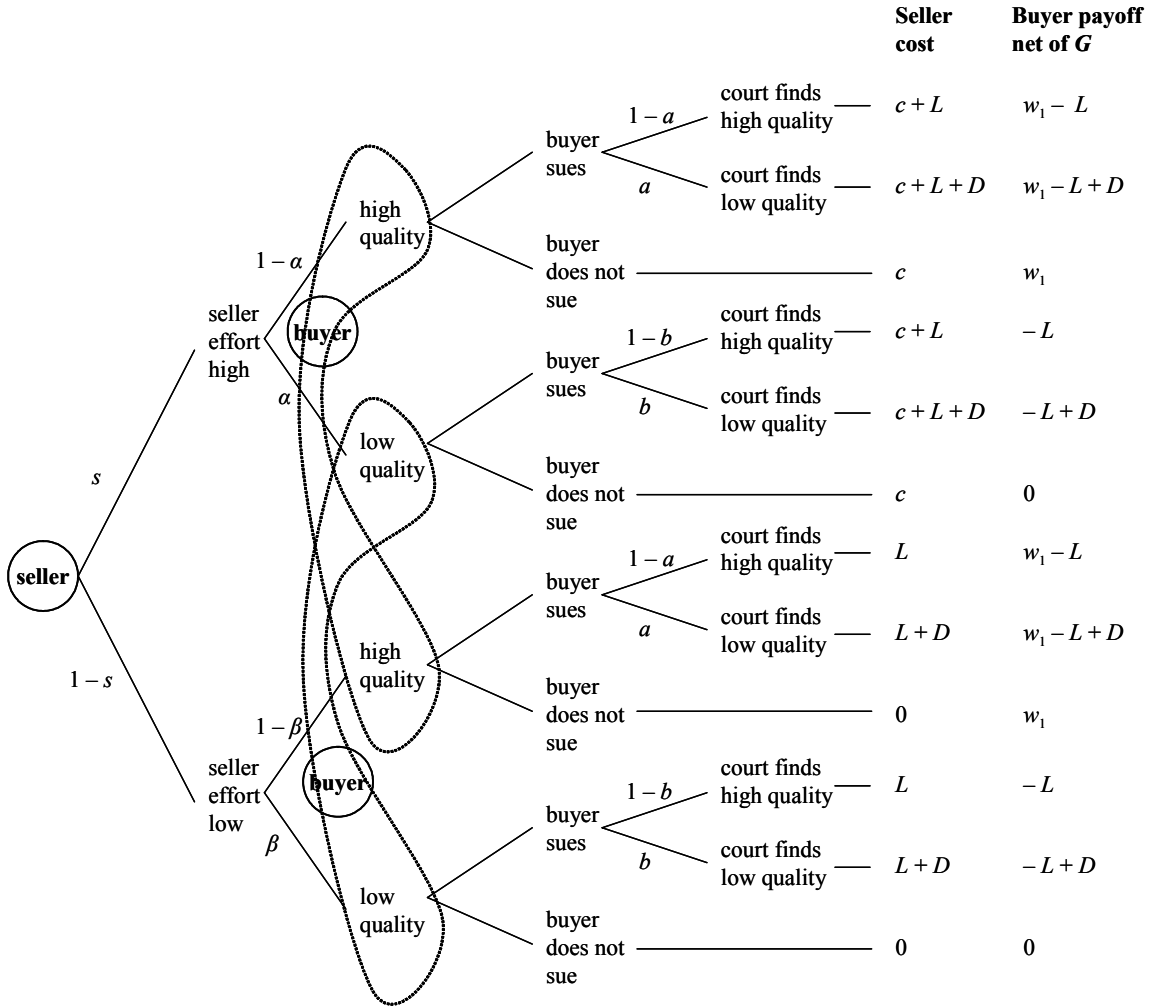 Seller Buyer payoff
cost net of G
1 – a court finds high quality c + L w₁ – L
buyer sues
a court finds low quality c + L + D w₁ – L + D
high quality
buyer does not sue c w₁
1 – α
seller effort high
buyer
α
1 – b court finds high quality c + L – L
buyer sues
b court finds low quality c + L + D – L + D
low quality
buyer does not sue c 0
s
seller
1 – s
1 – a court finds high quality L w₁ – L
buyer sues
a court finds low quality L + D w₁ – L + D
high quality
buyer does not sue 0 w₁
1 – β
seller effort low
buyer
β
1 – b court finds high quality L – L
buyer sues
b court finds low quality L + D – L + D
low quality
buyer does not sue 0 0